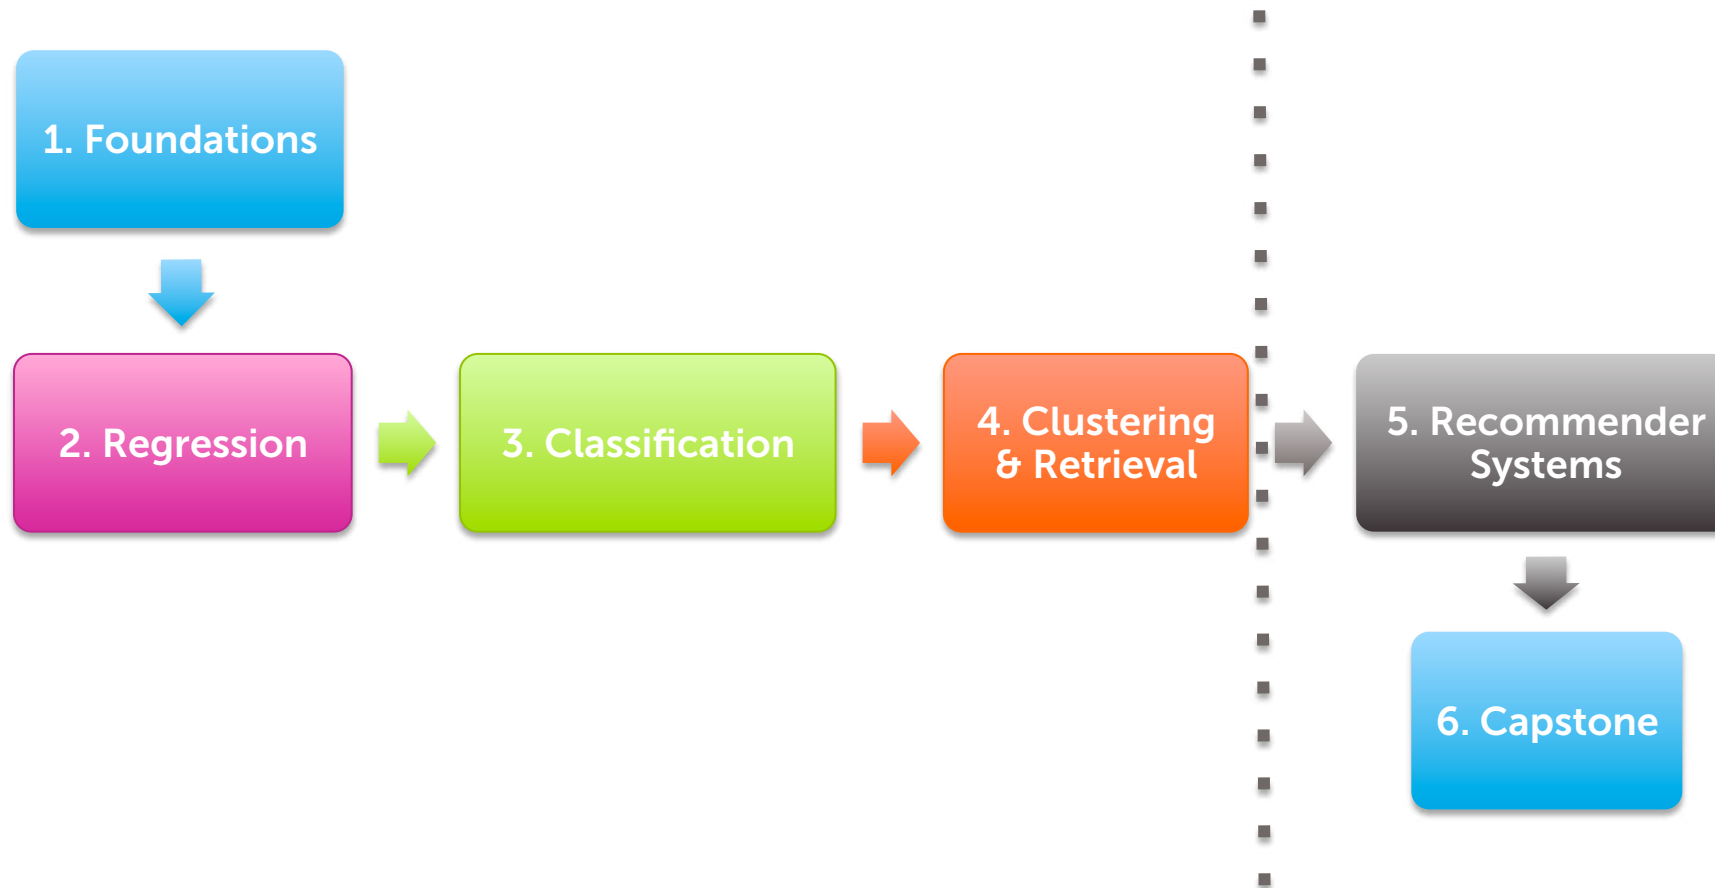 1. Foundations
2. Regression
3. Classification
4. Clustering
& Retrieval
5. Recommender
Systems
6. Capstone